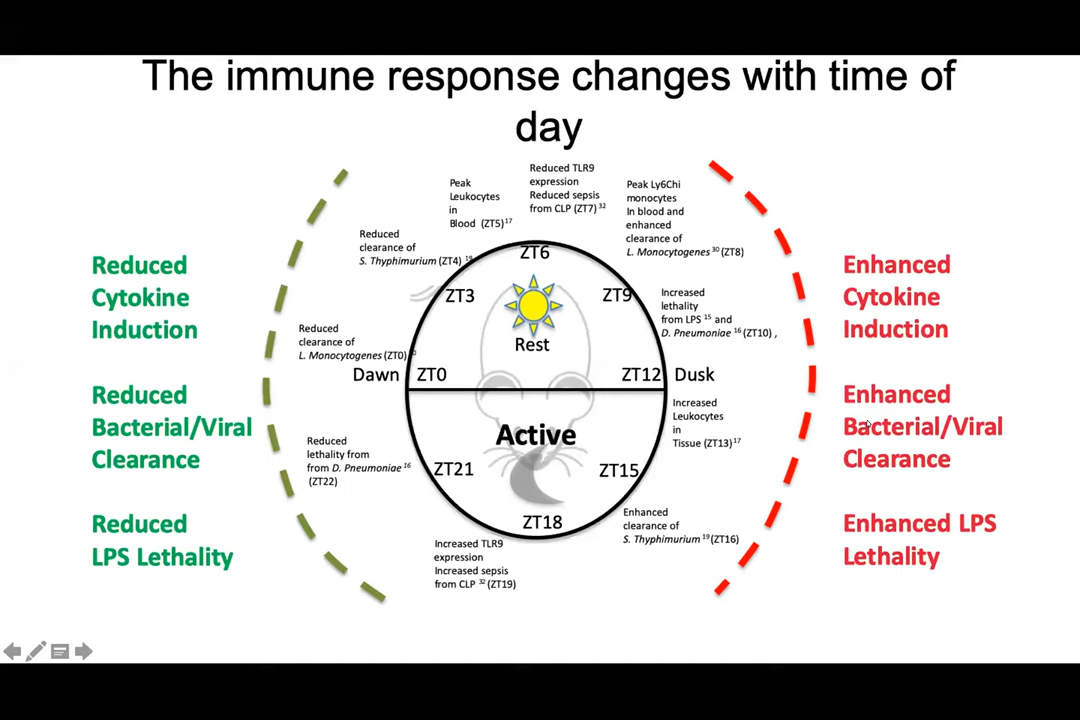 The immune response changes with time of
day
Reduced
Cytokine
Induction
Reduced
Bacterial/Viral
Clearance
Reduced
LPS Lethality
Peak
Leukocytes
in
Blood (ZT5)17
Reduced TLR9
expression
Reduced sepsis
from CLP (ZT7) 32
Peak Ly6Chi
monocytes
In blood and
enhanced
clearance of
L. Monocytogenes 30 (ZT8)
Reduced
clearance of
S. Thyphimurium (ZT4) 19
Increased
lethality
from LPS 15 and
D. Pneumoniae 16 (ZT10) ,
Reduced
clearance of
L. Monocytogenes (ZT0)
Dawn
Dusk
ZT6
ZT3
ZT9
Rest
ZT0
ZT12
Active
ZT21
ZT15
ZT18
Increased
Leukocytes
in
Tissue (ZT13) 17
Reduced
lethality from
from D. Pneumoniae 16
(ZT22)
Enhanced
clearance of
S. Thyphimurium 19 (ZT16)
Increased TLR9
expression
Increased sepsis
from CLP 32 (ZT19)
Enhanced
Cytokine
Induction
Enhanced
Bacterial/Viral
Clearance
Enhanced LPS
Lethality